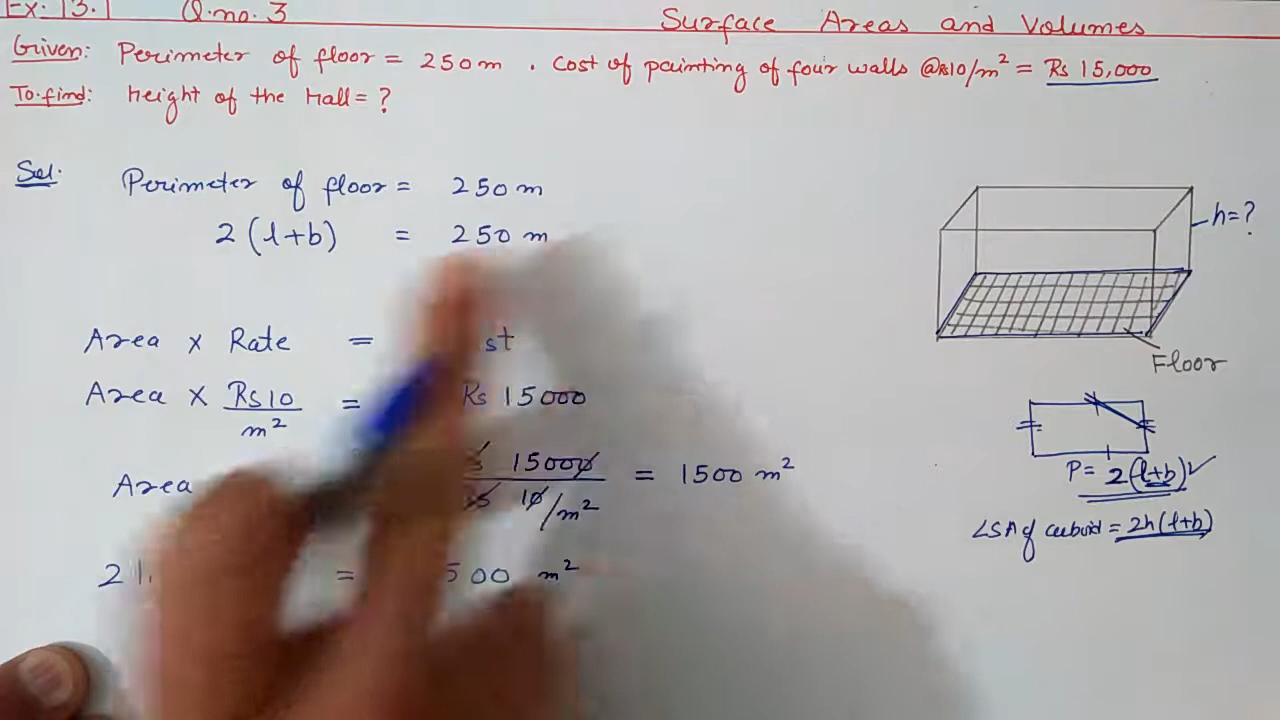 Ex. 13.1 Q.no. 3 Surface Areas and Volumes
Given: Perimeter of floor = 250 m . Cost of painting of four walls @ Rs10/m² = Rs 15,000
To find: height of the Hall = ?
Sol. Perimeter of floor = 250 m
2(l+b) = 250 m
Area × Rate = st
Area × Rs10/m² = Rs 15000
Area 15000 / 10/m² = 1500 m²
2 = 500 m²
h=?
Floor
P = 2(l+b)
LSA of cuboid = 2h(l+b)